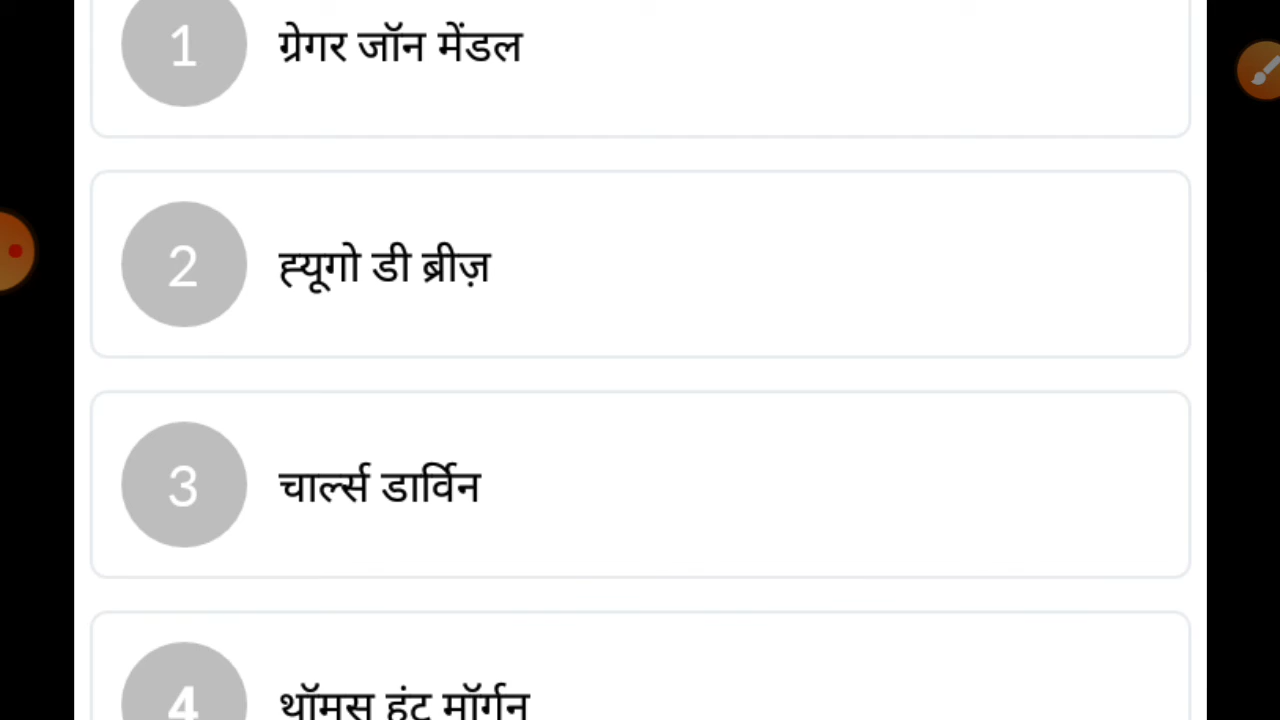 1 ग्रेगर जॉन मेंडल
2 ह्यूगो डी ब्रीज़
3 चार्ल्स डार्विन
4 थॉमस हंट मॉर्गन